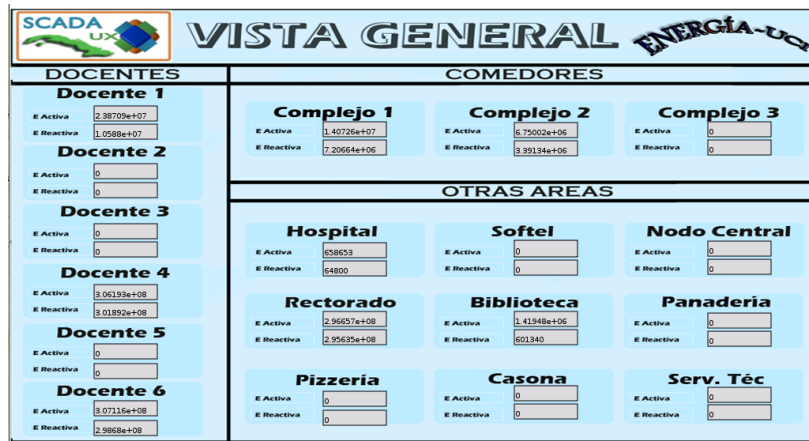 SCADA
UX
VISTA GENERAL
ENERGÍA-UCI
DOCENTES
Docente 1
E Activa 2.38709e+07
E Reactiva 1.0588e+07
Docente 2
E Activa 0
E Reactiva 0
Docente 3
E Activa 0
E Reactiva 0
Docente 4
E Activa 3.06193e+08
E Reactiva 3.01892e+08
Docente 5
E Activa 0
E Reactiva 0
Docente 6
E Activa 3.07116e+08
E Reactiva 2.9868e+08
COMEDORES
Complejo 1
E Activa 1.40726e+07
E Reactiva 7.20664e+06
Complejo 2
E Activa 6.75002e+06
E Reactiva 3.39134e+06
Complejo 3
E Activa 0
E Reactiva 0
OTRAS AREAS
Hospital
E Activa 658653
E Reactiva 64800
Softel
E Activa 0
E Reactiva 0
Nodo Central
E Activa 0
E Reactiva 0
Rectorado
E Activa 2.96657e+08
E Reactiva 2.95635e+08
Biblioteca
E Activa 1.41948e+06
E Reactiva 601340
Panadería
E Activa 0
E Reactiva 0
Pizzería
E Activa 0
E Reactiva 0
Casona
E Activa 0
E Reactiva 0
Serv. Téc
E Activa 0
E Reactiva 0